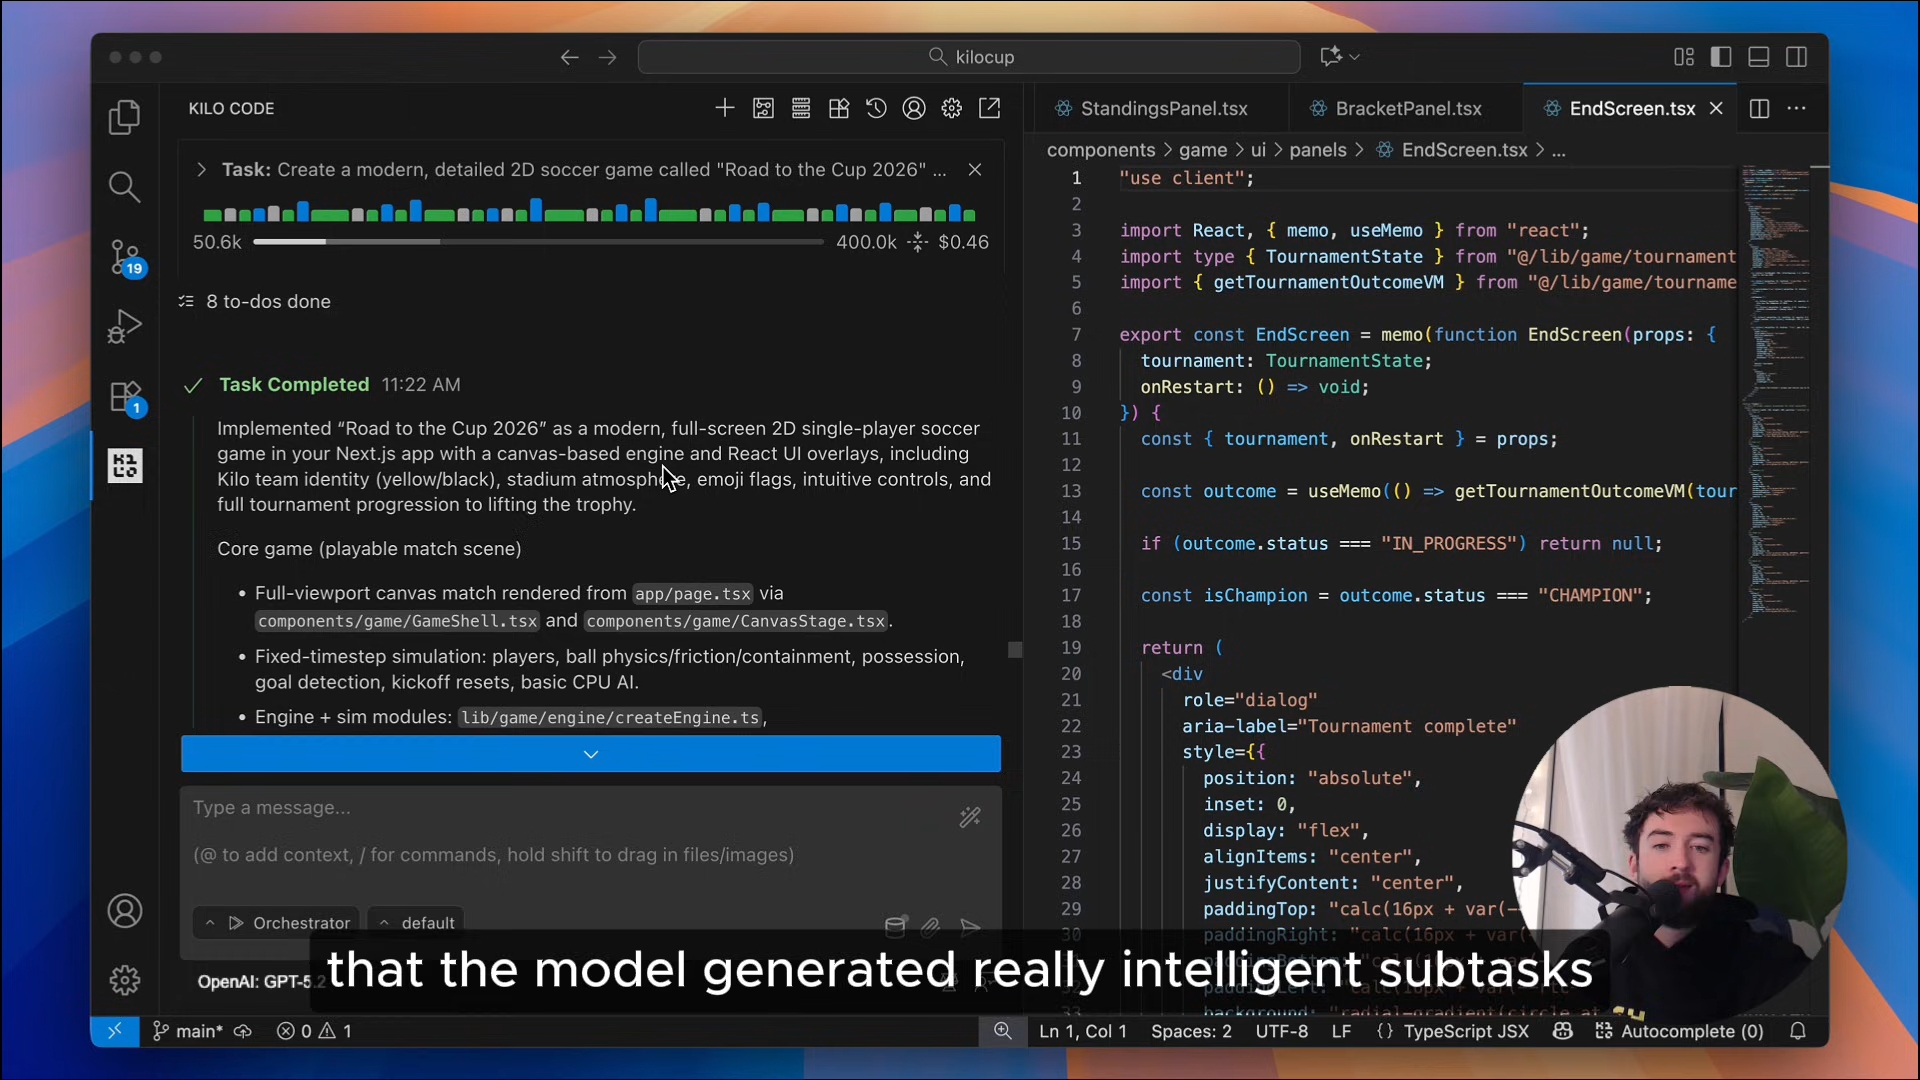 kilocup
KILO CODE
StandingsPanel.tsx
BracketPanel.tsx
EndScreen.tsx
Task: Create a modern, detailed 2D soccer game called "Road to the Cup 2026" ...
50.6k
400.0k
$0.46
components > game > ui > panels > EndScreen.tsx > ...
19
1
8 to-dos done
Task Completed 11:22 AM
Implemented “Road to the Cup 2026” as a modern, full-screen 2D single-player soccer
game in your Next.js app with a canvas-based engine and React UI overlays, including
Kilo team identity (yellow/black), stadium atmosphere, emoji flags, intuitive controls, and
full tournament progression to lifting the trophy.
Core game (playable match scene)
• Full-viewport canvas match rendered from app/page.tsx via
components/game/GameShell.tsx and components/game/CanvasStage.tsx.
• Fixed-timestep simulation: players, ball physics/friction/containment, possession,
goal detection, kickoff resets, basic CPU AI.
• Engine + sim modules: lib/game/engine/createEngine.ts,
Type a message...
(@ to add context, / for commands, hold shift to drag in files/images)
Orchestrator
default
OpenAI: GPT-5.2
1 "use client";
2
3 import React, { memo, useMemo } from "react";
4 import type { TournamentState } from "@/lib/game/tournament
5 import { getTournamentOutcomeVM } from "@/lib/game/tourname
6
7 export const EndScreen = memo(function EndScreen(props: {
8 tournament: TournamentState;
9 onRestart: () => void;
10 }) {
11 const { tournament, onRestart } = props;
12
13 const outcome = useMemo(() => getTournamentOutcomeVM(tour
14
15 if (outcome.status === "IN_PROGRESS") return null;
16
17 const isChampion = outcome.status === "CHAMPION";
18
19 return (
20 <div
21 role="dialog"
22 aria-label="Tournament complete"
23 style={{
24 position: "absolute",
25 inset: 0,
26 display: "flex",
27 alignItems: "center",
28 justifyContent: "center",
29 paddingTop: "calc(16px + var(-
30 paddingRight: "calc(16px + var(
that the model generated really intelligent subtasks
main*
0
1
Ln 1, Col 1
Spaces: 2
UTF-8
LF
{} TypeScript JSX
Autocomplete (0)